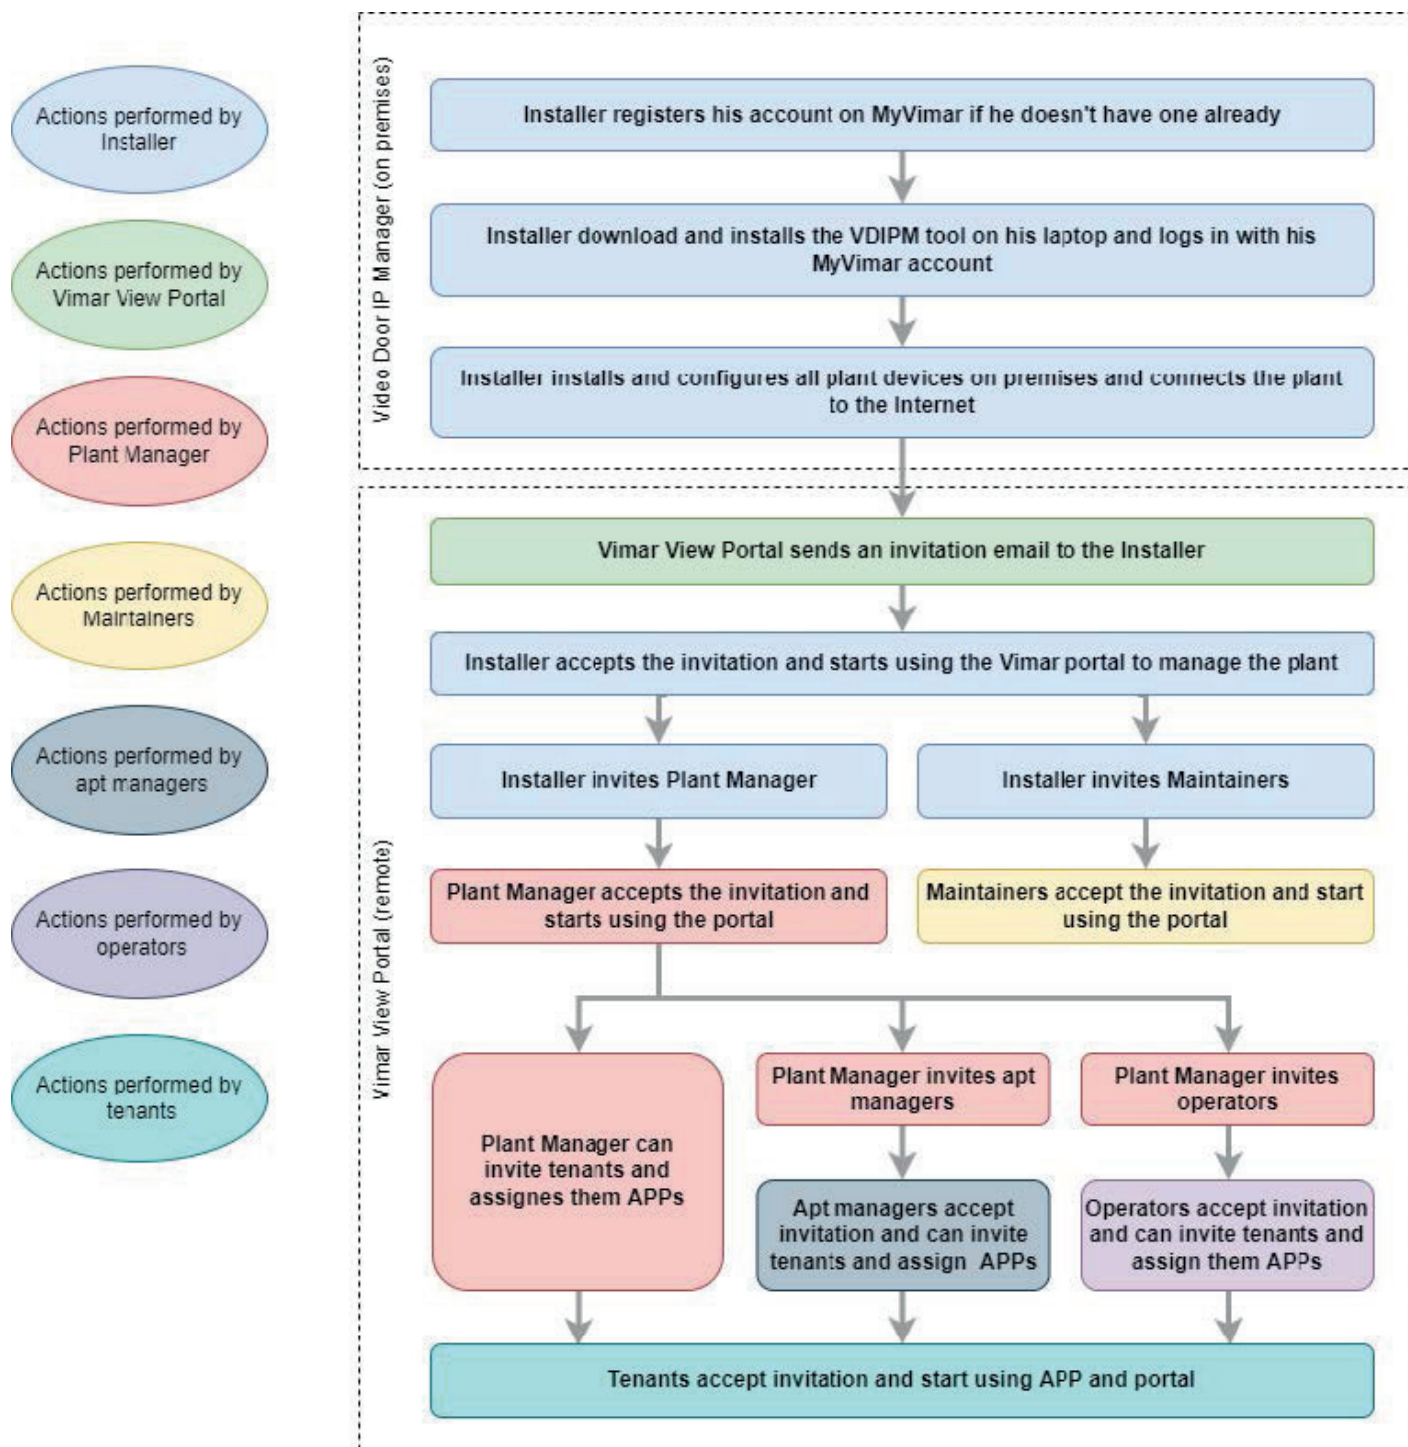 Actions performed by
Installer
Actions performed by
Vimar View Portal
Actions performed by
Plant Manager
Actions performed by
Maintainers
Actions performed by
apt managers
Actions performed by
operators
Actions performed by
tenants
Video Door IP Manager (on premises)
Installer registers his account on MyVimar if he doesn't have one already
Installer download and installs the VDIPM tool on his laptop and logs in with his
MyVimar account
Installer installs and configures all plant devices on premises and connects the plant
to the Internet
Vimar View Portal (remote)
Vimar View Portal sends an invitation email to the Installer
Installer accepts the invitation and starts using the Vimar portal to manage the plant
Installer invites Plant Manager
Installer invites Maintainers
Plant Manager accepts the invitation and
starts using the portal
Maintainers accept the invitation and start
using the portal
Plant Manager can
invite tenants and
assignes them APPs
Plant Manager invites apt
managers
Plant Manager invites
operators
Apt managers accept
invitation and can invite
tenants and assign APPs
Operators accept invitation
and can invite tenants and
assign them APPs
Tenants accept invitation and start using APP and portal